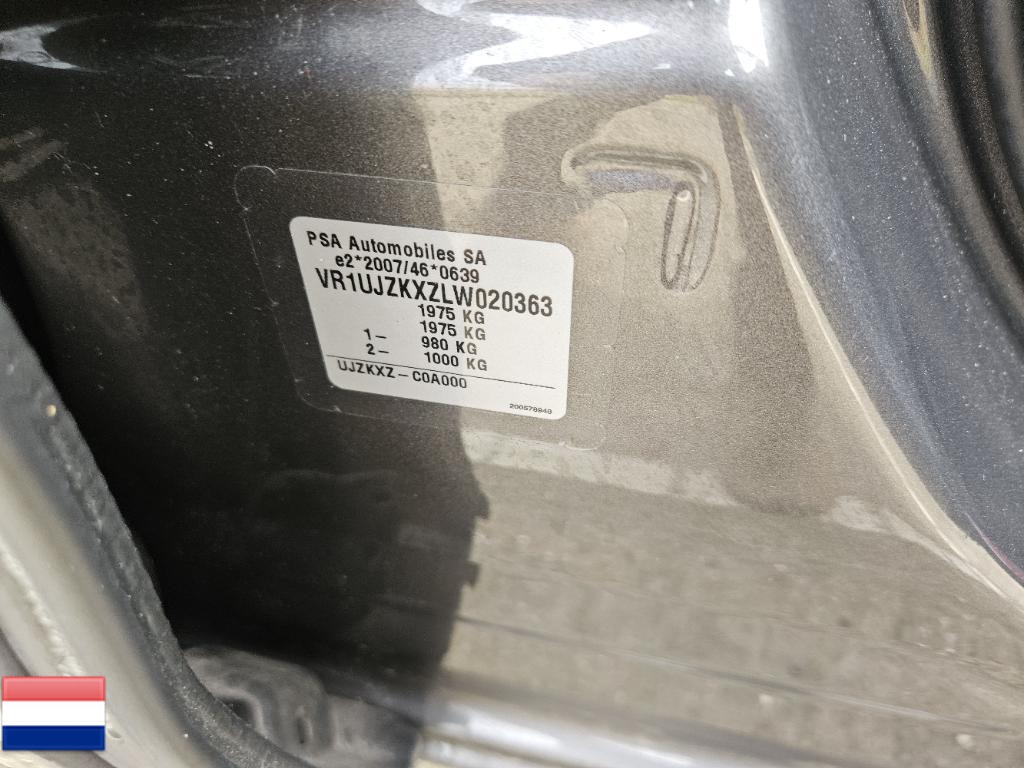 PSA Automobiles SA
e2*2007/46*0639
VR1UJZKXZLW020363
1975 KG
1975 KG
1– 980 KG
2– 1000 KG
UJZKXZ – C0A000
200578949